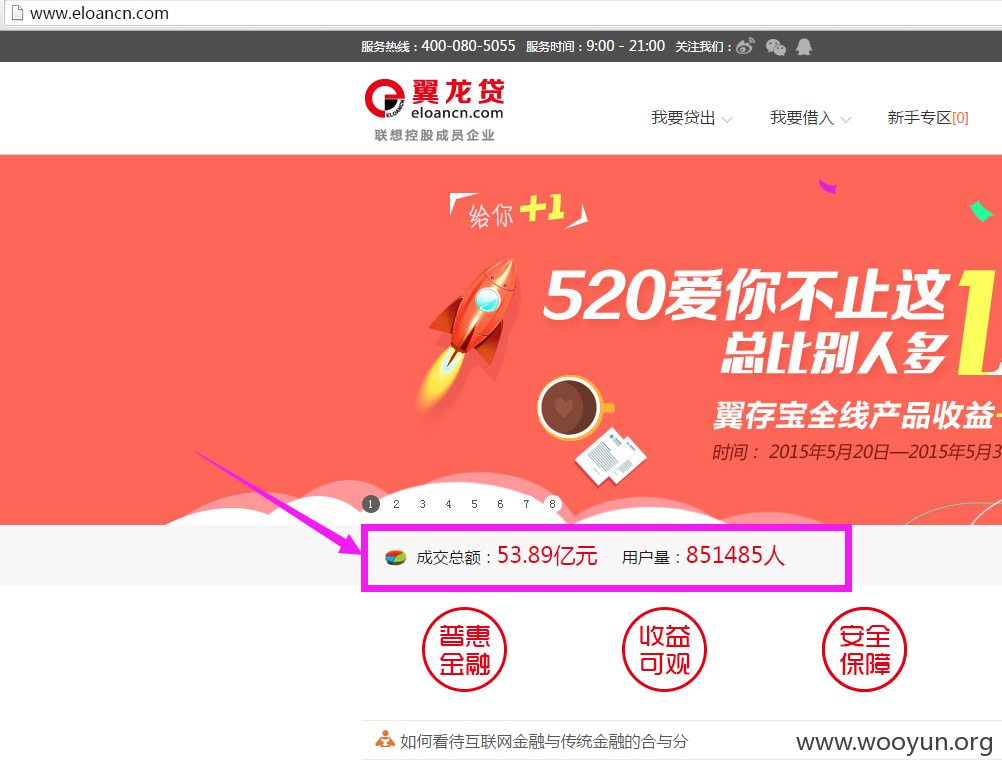 www.eloancn.com
服务热线：400-080-5055 服务时间：9:00 - 21:00 关注我们：
翼龙贷
eloancn.com
ELOANCN
联想控股成员企业
我要贷出 我要借入 新手专区[0]
给你 +1
520爱你不止这1
总比别人多
翼存宝全线产品收益+
时间： 2015年5月20日—2015年5月3
1 2 3 4 5 6 7 8
成交总额：53.89亿元 用户量：851485人
普惠 收益 安全
金融 可观 保障
如何看待互联网金融与传统金融的合与分
www.wooyun.org